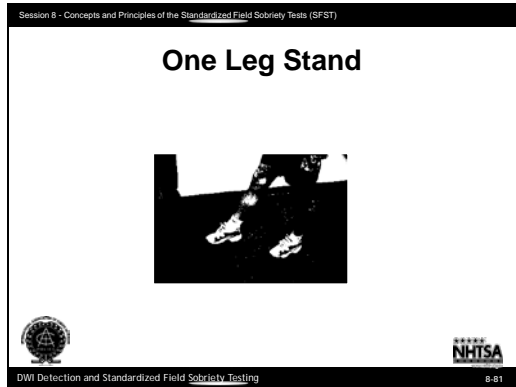 Session 8 - Concepts and Principles of the Standardized Field Sobriety Tests (SFST)
One Leg Stand
NHTSA
DWI Detection and Standardized Field Sobriety Testing
8-81